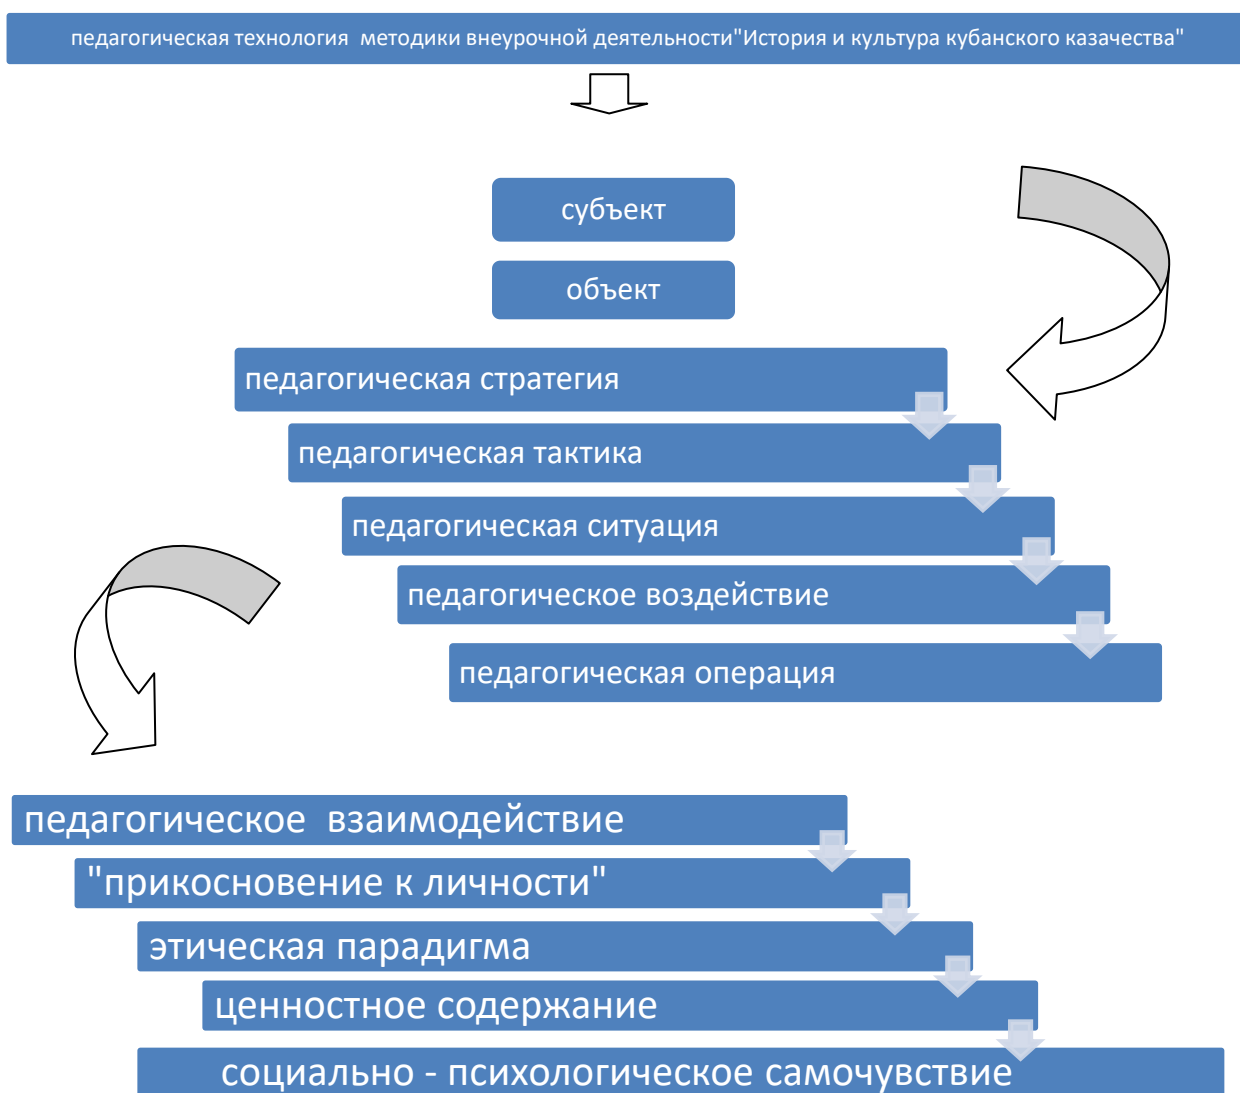 педагогическая технология  методики внеурочной деятельности"История и культура кубанского казачества"
субъект
объект
педагогическая стратегия
педагогическая тактика
педагогическая ситуация
педагогическое воздействие
педагогическая операция
педагогическое  взаимодействие
"прикосновение к личности"
этическая парадигма
ценностное содержание
социально - психологическое самочувствие